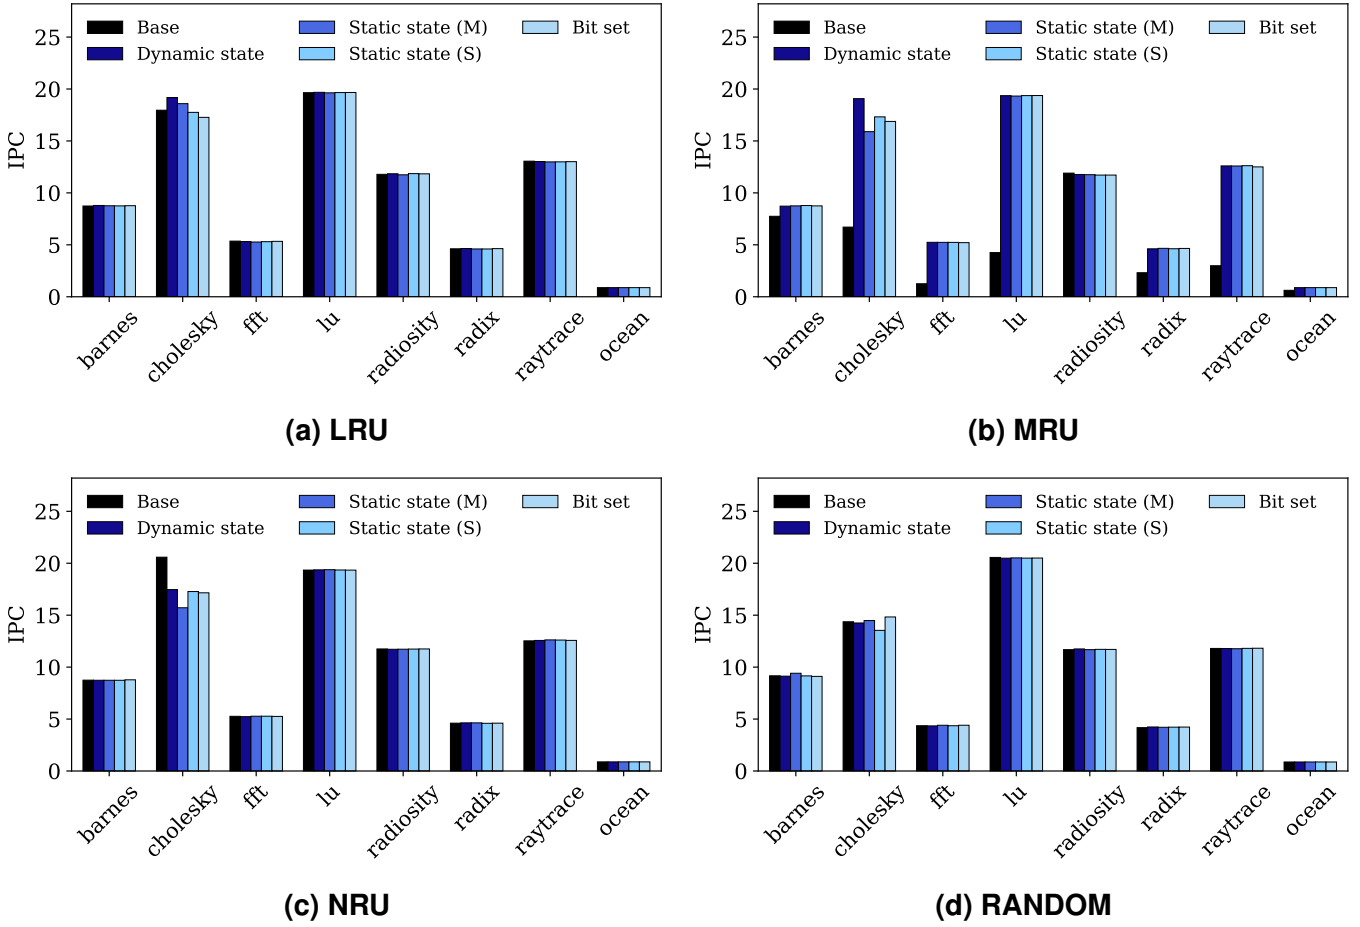 Base
Dynamic state
Static state (M)
Static state (S)
Bit set
IPC
25
20
15
10
5
0
barnes
cholesky
fft
lu
radiosity
radix
raytrace
ocean
(a) LRU
Base
Dynamic state
Static state (M)
Static state (S)
Bit set
IPC
25
20
15
10
5
0
barnes
cholesky
fft
lu
radiosity
radix
raytrace
ocean
(b) MRU
Base
Dynamic state
Static state (M)
Static state (S)
Bit set
IPC
25
20
15
10
5
0
barnes
cholesky
fft
lu
radiosity
radix
raytrace
ocean
(c) NRU
Base
Dynamic state
Static state (M)
Static state (S)
Bit set
IPC
25
20
15
10
5
0
barnes
cholesky
fft
lu
radiosity
radix
raytrace
ocean
(d) RANDOM